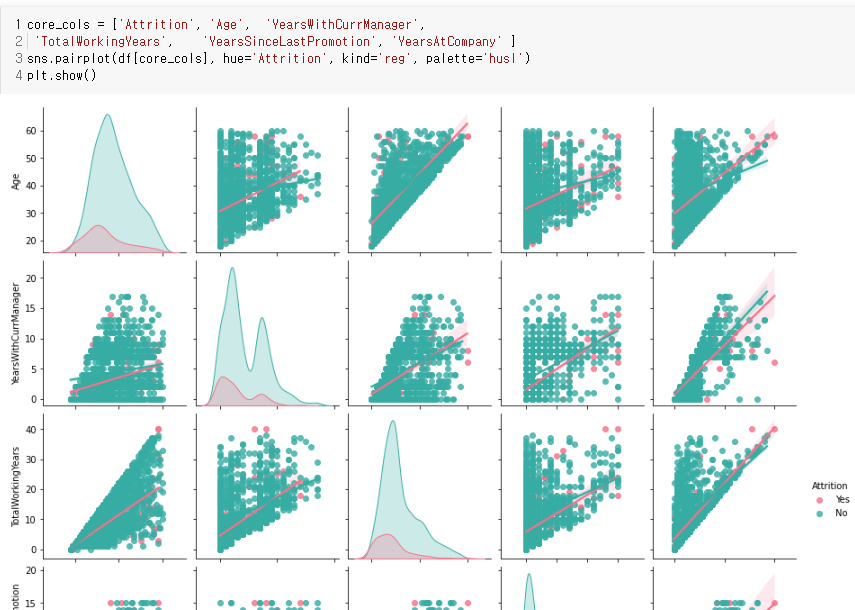 1 core_cols = ['Attrition', 'Age',  'YearsWithCurrManager',
2 'TotalWorkingYears',    'YearsSinceLastPromotion', 'YearsAtCompany' ]
3 sns.pairplot(df[core_cols], hue='Attrition', kind='reg', palette='husl')
4 plt.show()
60
50
40
30
20
Age
20
15
10
5
0
YearsWithCurrManager
40
30
20
10
0
TotalWorkingYears
Attrition
Yes
No
20
15